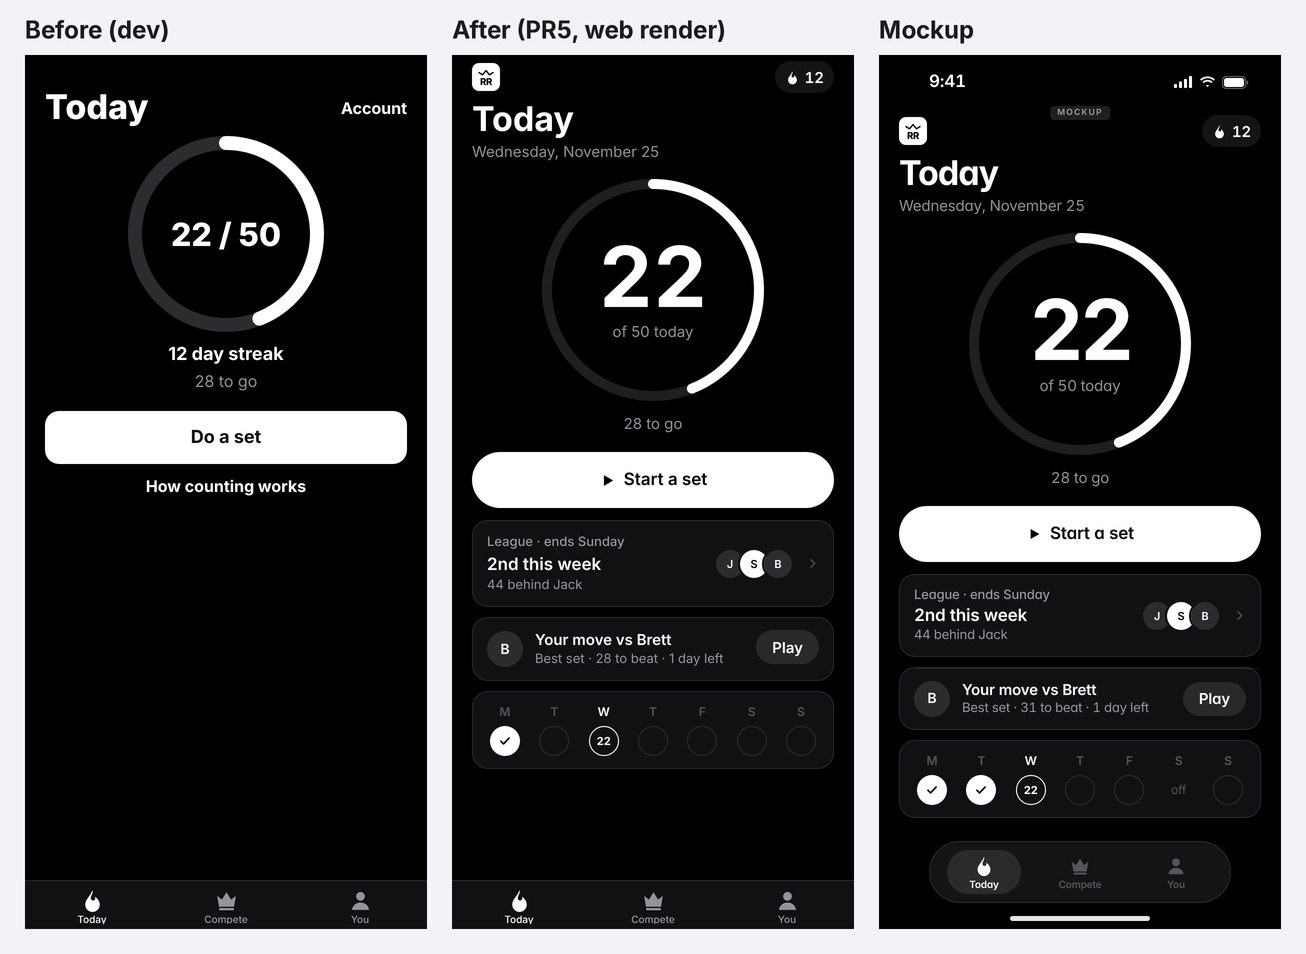 Before (dev)
Today
Account
22 / 50
12 day streak
28 to go
Do a set
How counting works
Today
Compete
You
After (PR5, web render)
RR
12
Today
Wednesday, November 25
22
of 50 today
28 to go
Start a set
League · ends Sunday
2nd this week
44 behind Jack
J S B
B
Your move vs Brett
Best set · 28 to beat · 1 day left
Play
M T W T F S S
22
Today
Compete
You
Mockup
9:41
MOCKUP
RR
12
Today
Wednesday, November 25
22
of 50 today
28 to go
Start a set
League · ends Sunday
2nd this week
44 behind Jack
J S B
B
Your move vs Brett
Best set · 31 to beat · 1 day left
Play
M T W T F S S
22 off
Today
Compete
You